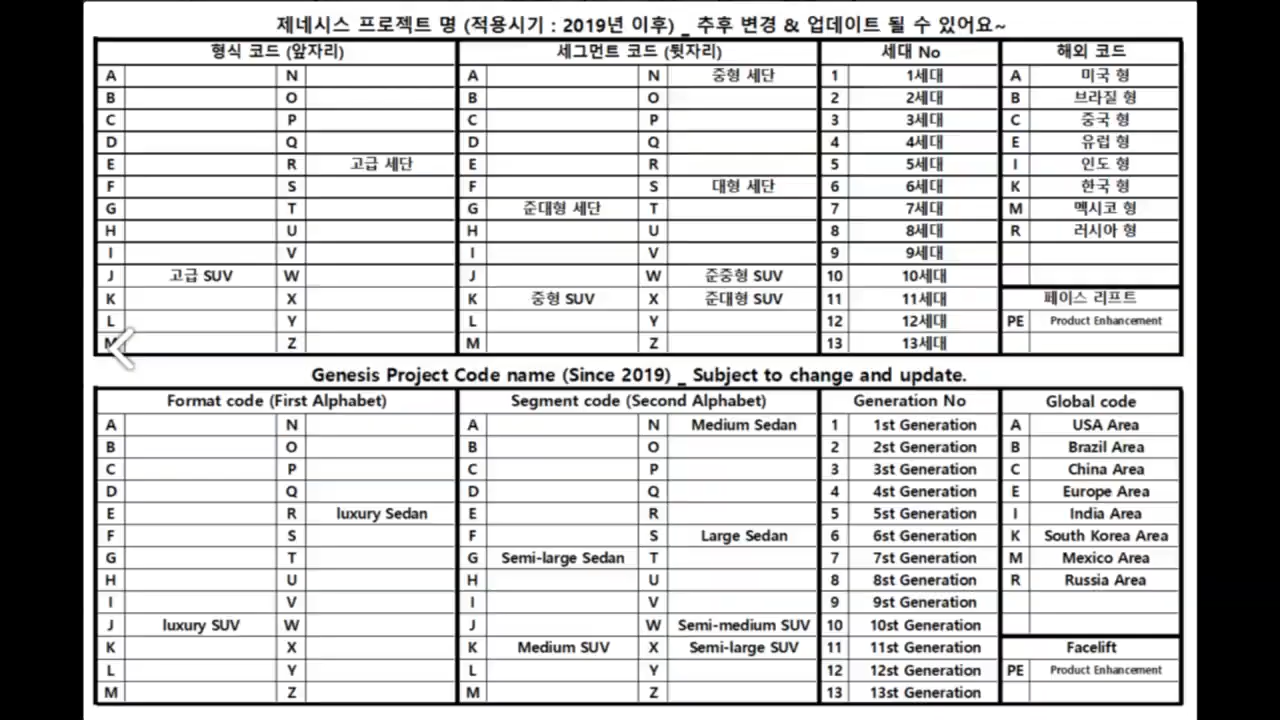 제네시스 프로젝트 명 (적용시기 : 2019년 이후) _ 추후 변경 & 업데이트 될 수 있어요~
형식 코드 (앞자리) 세그먼트 코드 (뒷자리) 세대 No 해외 코드
A N A N 중형 세단 1 1세대 A 미국 형
B O B O 2 2세대 B 브라질 형
C P C P 3 3세대 C 중국 형
D Q D Q 4 4세대 E 유럽 형
E R 고급 세단 E R 5 5세대 I 인도 형
F S F S 대형 세단 6 6세대 K 한국 형
G T G 준대형 세단 T 7 7세대 M 멕시코 형
H U H U 8 8세대 R 러시아 형
I V I V 9 9세대
J 고급 SUV W J W 준중형 SUV 10 10세대
K X K 중형 SUV X 준대형 SUV 11 11세대 페이스 리프트
L Y L Y 12 12세대 PE Product Enhancement
M Z M Z 13 13세대
Genesis Project Code name (Since 2019) _ Subject to change and update.
Format code (First Alphabet) Segment code (Second Alphabet) Generation No Global code
A N A N Medium Sedan 1 1st Generation A USA Area
B O B O 2 2st Generation B Brazil Area
C P C P 3 3st Generation C China Area
D Q D Q 4 4st Generation E Europe Area
E R luxury Sedan E R 5 5st Generation I India Area
F S F S Large Sedan 6 6st Generation K South Korea Area
G T G Semi-large Sedan T 7 7st Generation M Mexico Area
H U H U 8 8st Generation R Russia Area
I V I V 9 9st Generation
J luxury SUV W J W Semi-medium SUV 10 10st Generation
K X K Medium SUV X Semi-large SUV 11 11st Generation Facelift
L Y L Y 12 12st Generation PE Product Enhancement
M Z M Z 13 13st Generation